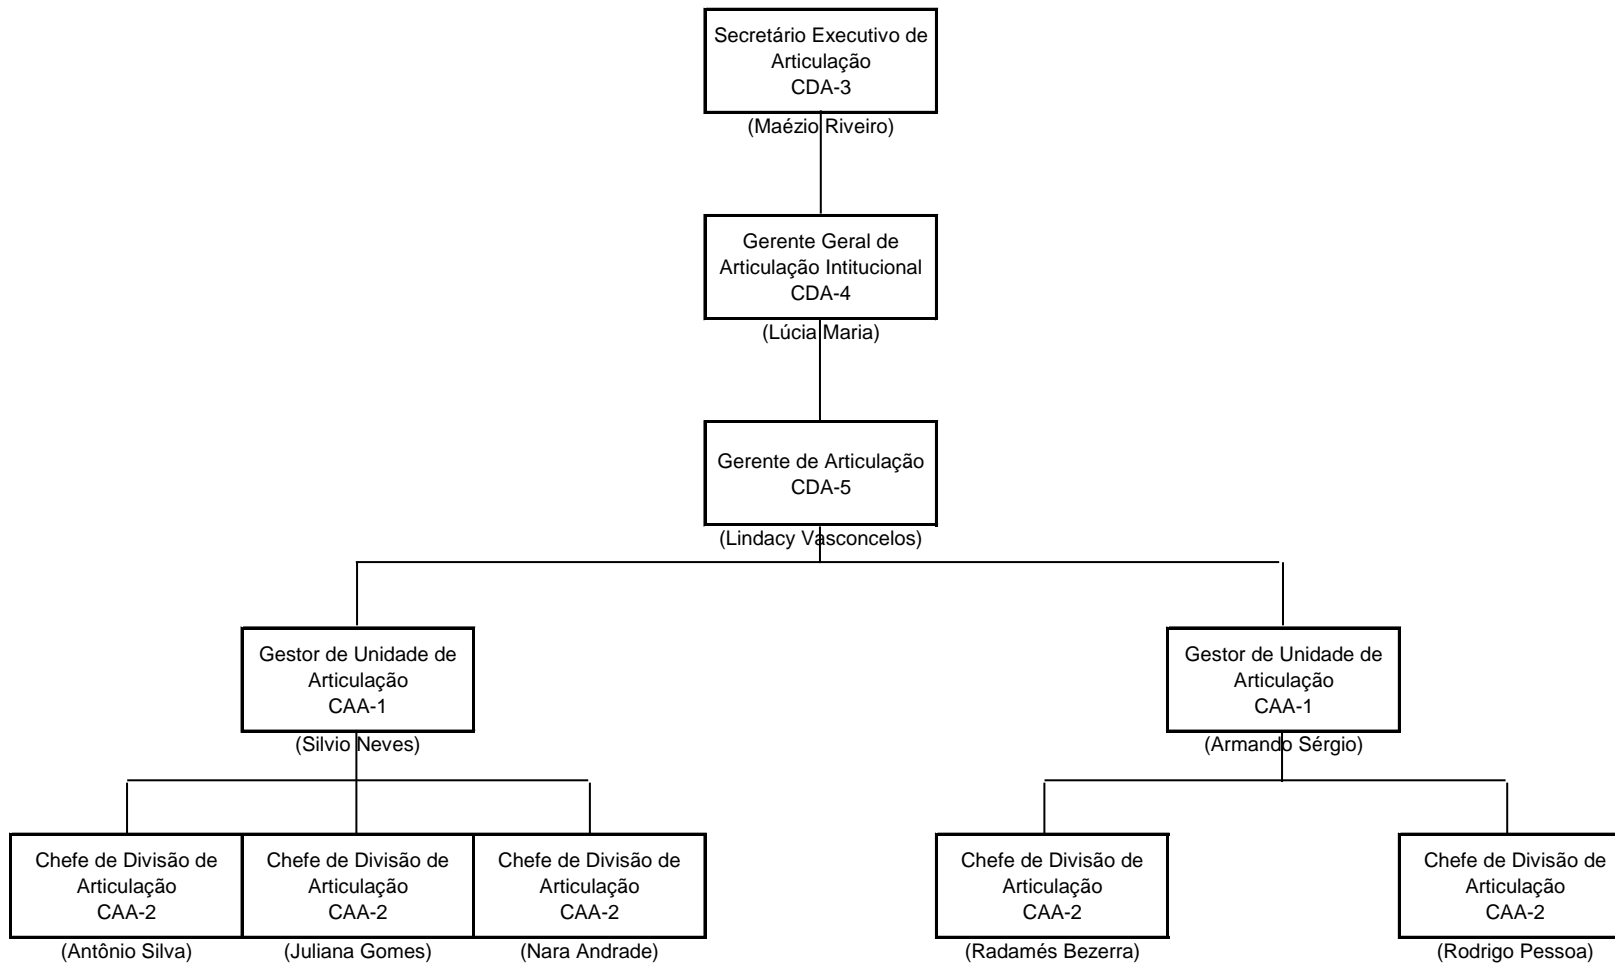 Secretário Executivo de
Articulação
CDA-3
(Maézio Riveiro)
Gerente Geral de
Articulação Intitucional
CDA-4
(Lúcia Maria)
Gerente de Articulação
CDA-5
(Lindacy Vasconcelos)
Gestor de Unidade de
Articulação
CAA-1
(Silvio Neves)
Gestor de Unidade de
Articulação
CAA-1
(Armando Sérgio)
Chefe de Divisão de
Articulação
CAA-2
(Antônio Silva)
Chefe de Divisão de
Articulação
CAA-2
(Juliana Gomes)
Chefe de Divisão de
Articulação
CAA-2
(Nara Andrade)
Chefe de Divisão de
Articulação
CAA-2
(Radamés Bezerra)
Chefe de Divisão de
Articulação
CAA-2
(Rodrigo Pessoa)